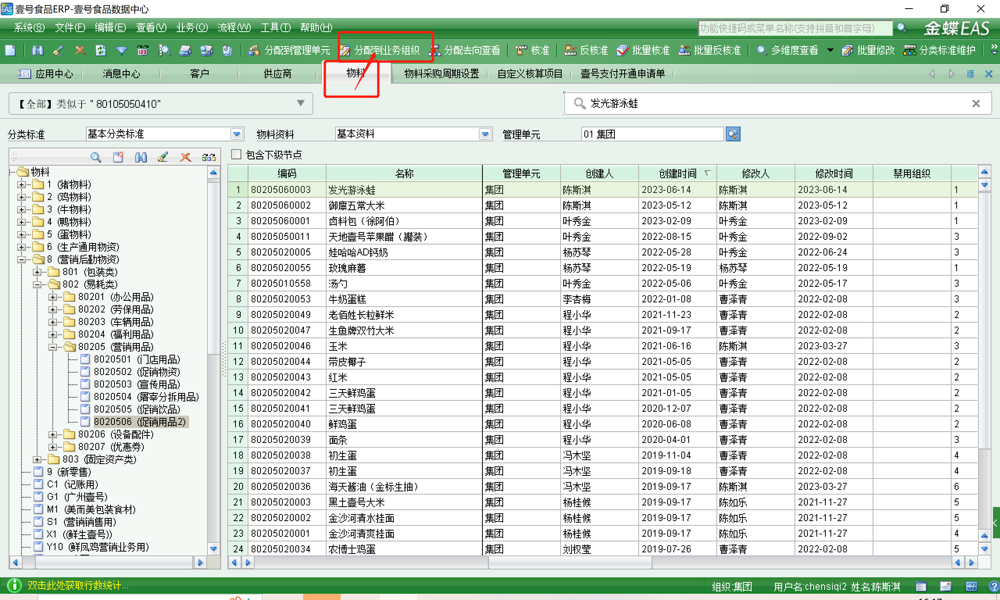 壹号食品ERP-壹号食品数据中心
系统(S) 文件(F) 编辑(E) 查看(V) 业务(O) 流程(W) 工具(T) 帮助(H) 功能快捷码或菜单名称(支持拼音和首字母) 金蝶EAS
分配到管理单元 分配到业务组织 分配去向查看 核准 反核准 批量核准 批量反核准 多维度查看 批量修改 分类标准维护
应用中心 消息中心 客户 供应商 物料 物料采购周期设置 自定义核算项目 壹号支付开通申请单
【全部】类似于 " 80105050410" 发光游泳蛙
分类标准 基本分类标准 物料资料 基本资料 管理单元 01 集团
包含下级节点
物料
1 (猪物料)
2 (鸡物料)
3 (牛物料)
4 (鸭物料)
5 (蛋物料)
6 (生产通用物资)
8 (营销后勤物资)
801 (包装类)
802 (易耗类)
80201 (办公用品)
80202 (劳保用品)
80203 (车辆用品)
80204 (福利用品)
80205 (营销用品)
8020501 (门店用品)
8020502 (促销物资)
8020503 (宣传用品)
8020504 (屠宰分拆用品)
8020505 (促销饮品)
8020506 (促销用品2)
80206 (设备配件)
80207 (优惠券)
803 (固定资产类)
9 (新零售)
C1 (记账用)
G1 (广州壹号)
M1 (美而美包装食材)
S1 (营销销售用)
X1 ((鲜生壹号))
Y10 (鲜凤鸡营销业务用)
编码 名称 管理单元 创建人 创建时间 修改人 修改时间 禁用组织
1 80205060003 发光游泳蛙 集团 陈斯淇 2023-06-14 陈斯淇 2023-06-14 1
2 80205060002 御廪五常大米 集团 陈斯淇 2023-05-12 陈斯淇 2023-05-12 1
3 80205060001 卤料包（徐阿伯） 集团 叶秀金 2023-02-09 叶秀金 2023-02-09 1
4 80205050011 天地壹号苹果醋（罐装） 集团 叶秀金 2022-08-15 叶秀金 2022-09-02 3
5 80205020005 娃哈哈AD钙奶 集团 杨苏琴 2022-05-28 叶秀金 2022-06-24 3
6 80205020055 玫瑰麻薯 集团 杨苏琴 2022-05-19 杨苏琴 2022-05-19 1
7 80205010558 汤勺 集团 叶秀金 2022-05-06 叶秀金 2022-05-17 3
8 80205020053 牛奶蛋糕 集团 李杏梅 2022-01-08 曹泽青 2022-02-08 3
9 80205020049 老佰姓长粒鲜米 集团 程小华 2021-11-23 曹泽青 2022-02-08 2
10 80205020047 生鱼牌双竹大米 集团 程小华 2021-09-17 曹泽青 2022-02-08 2
11 80205020046 玉米 集团 程小华 2021-06-16 陈斯淇 2023-03-27 3
12 80205020044 带皮椰子 集团 程小华 2021-05-05 曹泽青 2022-02-08 2
13 80205020043 红米 集团 程小华 2021-05-05 曹泽青 2022-02-08 2
14 80205020042 三天鲜鸡蛋 集团 程小华 2021-01-05 曹泽青 2022-02-08 2
15 80205020041 三天鲜鸡蛋 集团 程小华 2020-12-07 曹泽青 2022-02-08 2
16 80205020040 鲜鸡蛋 集团 程小华 2020-06-08 曹泽青 2022-02-08 2
17 80205020039 面条 集团 程小华 2020-04-01 曹泽青 2022-02-08 3
18 80205020038 初生蛋 集团 冯木坚 2019-11-04 曹泽青 2022-02-08 4
19 80205020037 初生蛋 集团 冯木坚 2019-09-18 曹泽青 2022-02-08 4
20 80205020036 海天酱油（金标生抽） 集团 冯木坚 2019-09-17 陈斯淇 2023-03-27 6
21 80205020003 黑土壹号大米 集团 杨桂候 2019-09-17 陈如乐 2021-11-27 5
22 80205020002 金沙河清水挂面 集团 杨桂候 2019-09-17 陈如乐 2021-11-27 5
23 80205020001 金沙河清爽挂面 集团 杨桂候 2019-09-17 陈如乐 2021-11-27 4
24 80205020034 农博士鸡蛋 集团 刘权莹 2019-07-26 曹泽青 2022-02-08 5
双击此处获取行数统计... 组织:集团 用户名:chensiqi2 姓名:陈斯淇